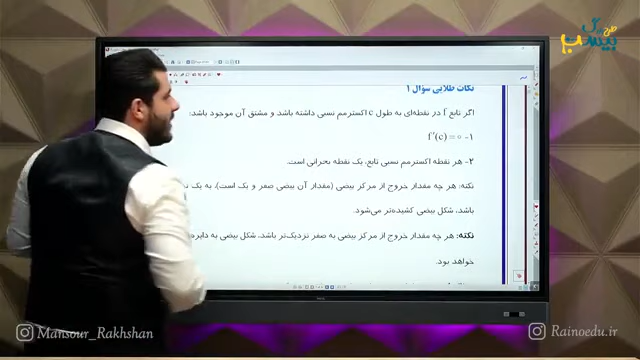 طرح
بیست
نکات طلایی سوال ۱
اگر تابع f در نقطه‌ای به طول c اکسترمم نسبی داشته باشد و مشتق آن موجود باشد:
۱- f′(c) = ۰
۲- هر نقطه اکسترمم نسبی تابع، یک نقطه بحرانی است.
نکته: هر چه مقدار خروج از مرکز بیضی (مقدار آن بیضی صفر و یک است)، به یک
باشد، شکل بیضی کشیده‌تر می‌شود.
نکته: هر چه مقدار خروج از مرکز بیضی به صفر نزدیک‌تر باشد، شکل بیضی به دایره
خواهد بود.
Mansour_Rakhshan
Rainoedu.ir